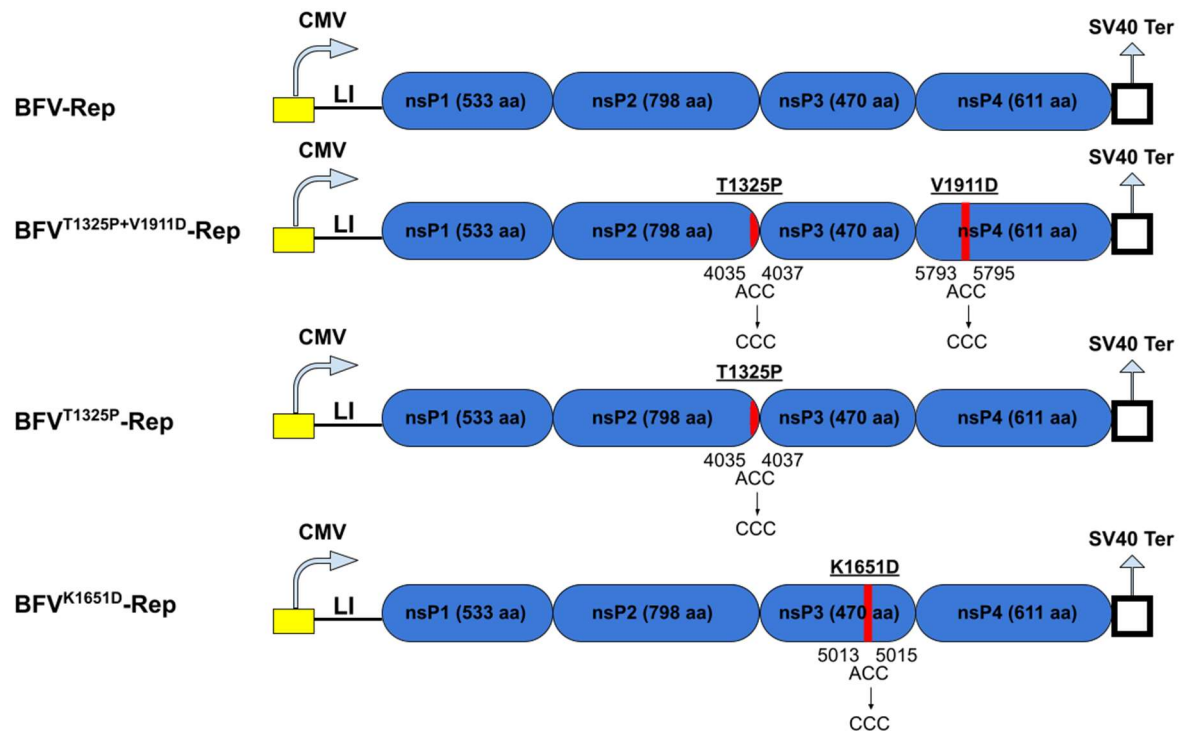 CMV
SV40 Ter
BFV-Rep
LI
nsP1 (533 aa)
nsP2 (798 aa)
nsP3 (470 aa)
nsP4 (611 aa)
CMV
SV40 Ter
T1325P
V1911D
BFVT1325P+V1911D-Rep
LI
nsP1 (533 aa)
nsP2 (798 aa)
nsP3 (470 aa)
nsP4 (611 aa)
4035 4037
5793 5795
ACC
ACC
CCC
CCC
CMV
SV40 Ter
T1325P
BFVT1325P-Rep
LI
nsP1 (533 aa)
nsP2 (798 aa)
nsP3 (470 aa)
nsP4 (611 aa)
4035 4037
ACC
CCC
CMV
SV40 Ter
K1651D
BFVK1651D-Rep
LI
nsP1 (533 aa)
nsP2 (798 aa)
nsP3 (470 aa)
nsP4 (611 aa)
5013 5015
ACC
CCC